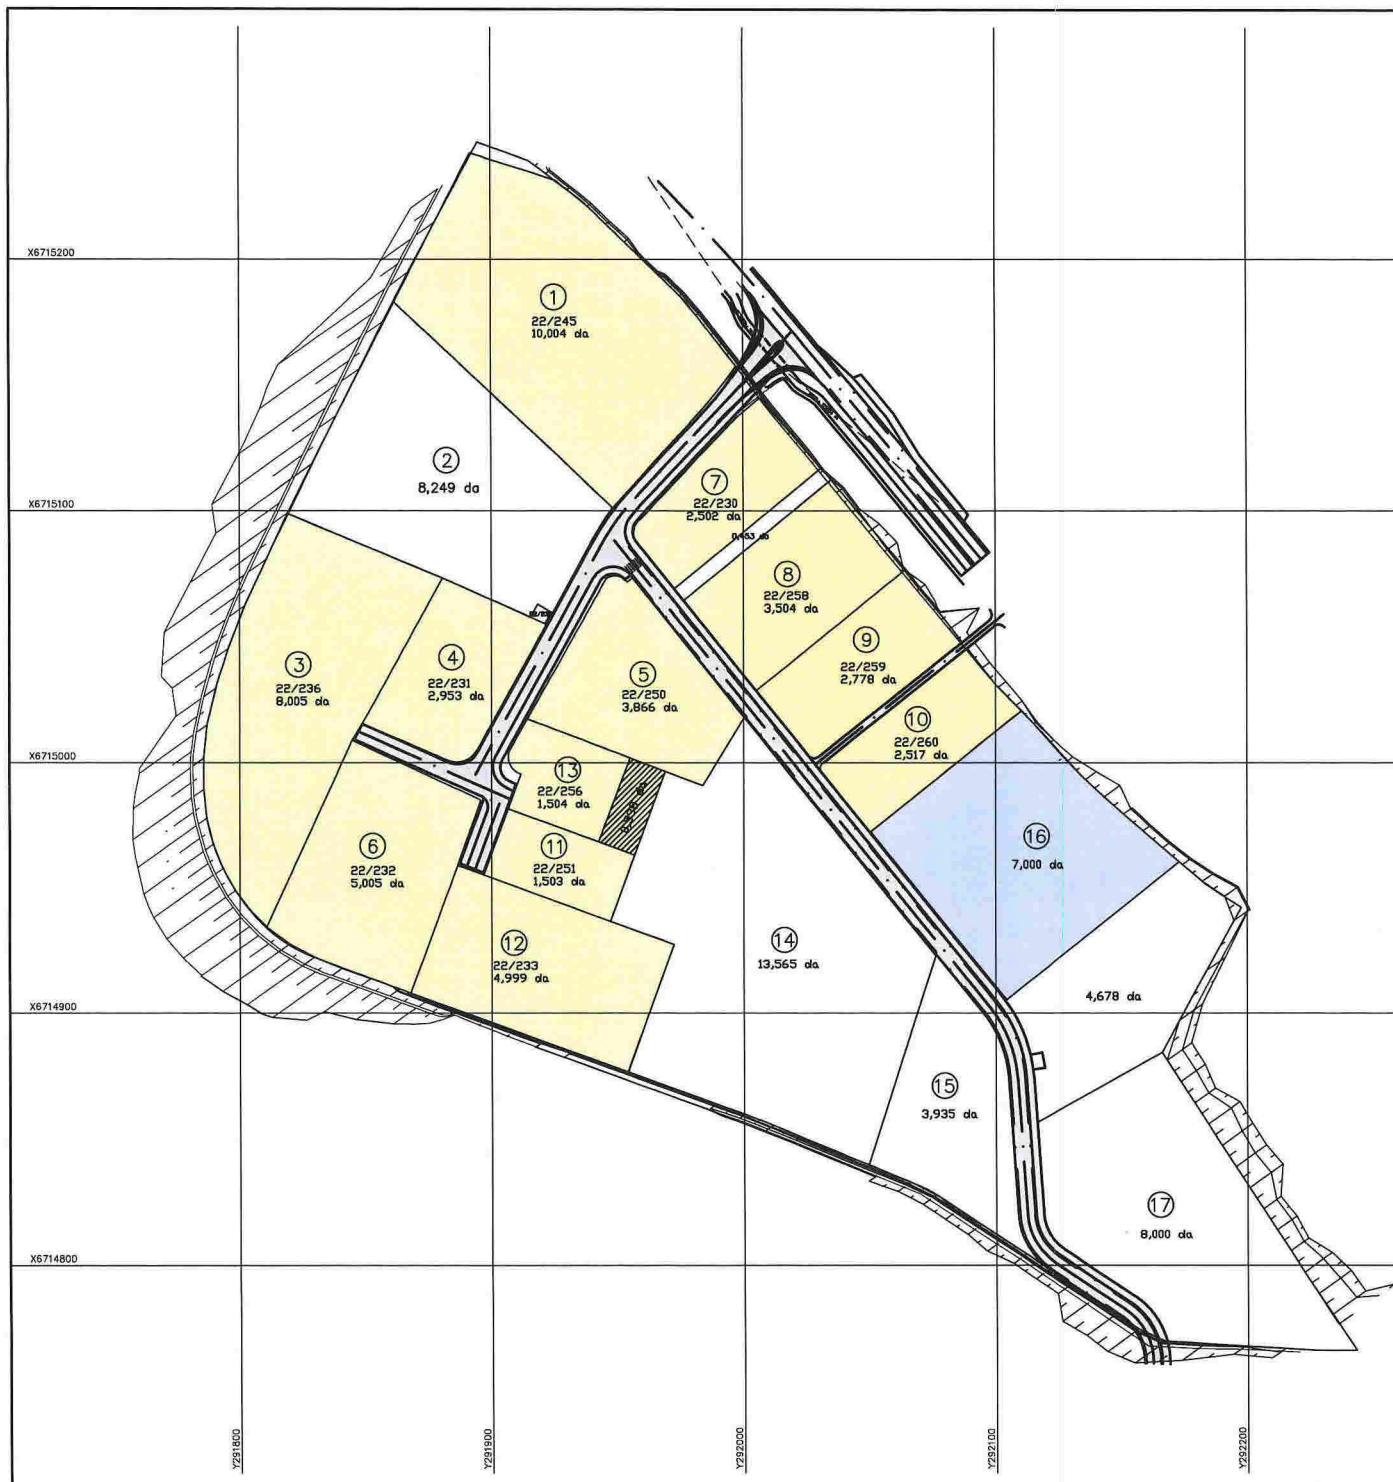 X6715200
1
22/245
10,004 da
2
8,249 da
X6715100
7
22/230
2,502 da
8
22/258
3,504 da
9
22/259
2,778 da
3
22/236
8,005 da
4
22/231
2,953 da
5
22/250
3,866 da
10
22/260
2,517 da
X6715000
13
22/256
1,504 da
16
7,000 da
6
22/232
5,005 da
11
22/251
1,503 da
12
22/233
4,999 da
14
13,565 da
4,678 da
X6714900
15
3,935 da
17
8,000 da
X6714800
Y291800
Y291900
Y292000
Y292100
Y292200